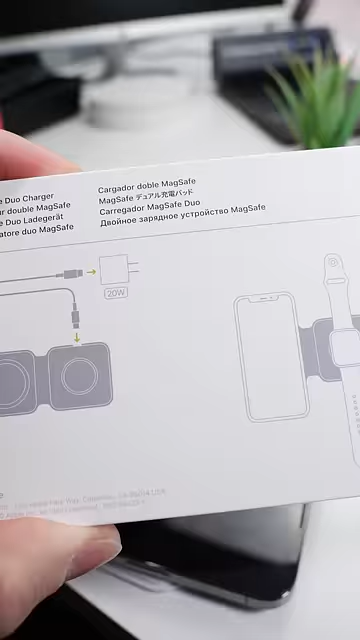 e Duo Charger
ur double MagSafe
e Duo Ladegerät
atore duo MagSafe
Cargador doble MagSafe
MagSafe デュアル充電パッド
Carregador MagSafe Duo
Двойное зарядное устройство MagSafe
20W